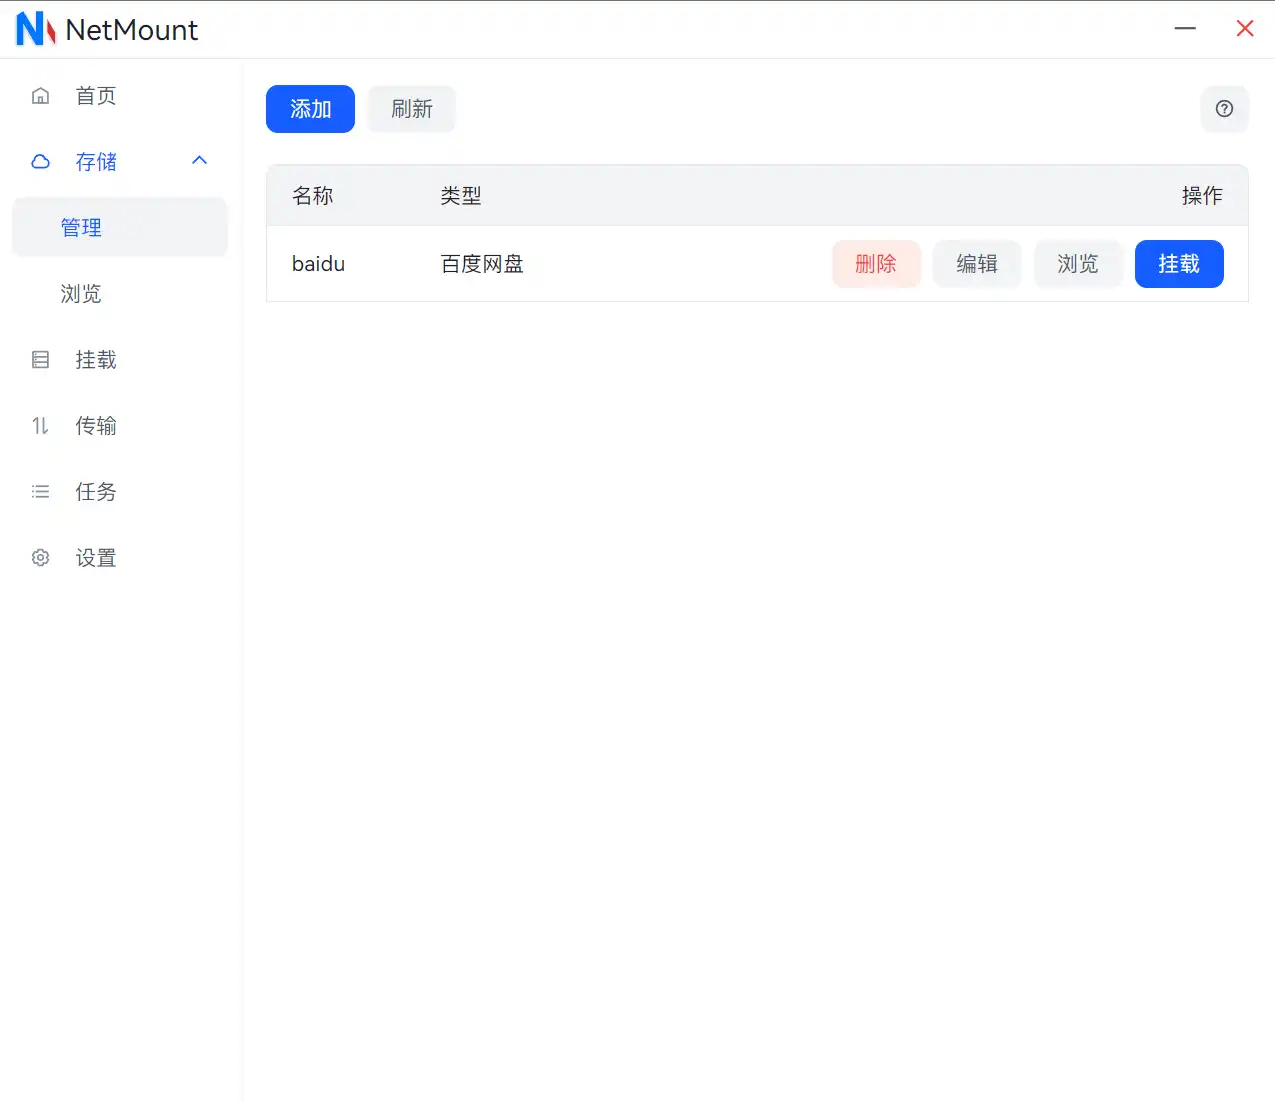 NetMount
首页
存储
管理
浏览
挂载
传输
任务
设置
添加 刷新
名称 类型 操作
baidu 百度网盘 删除 编辑 浏览 挂载